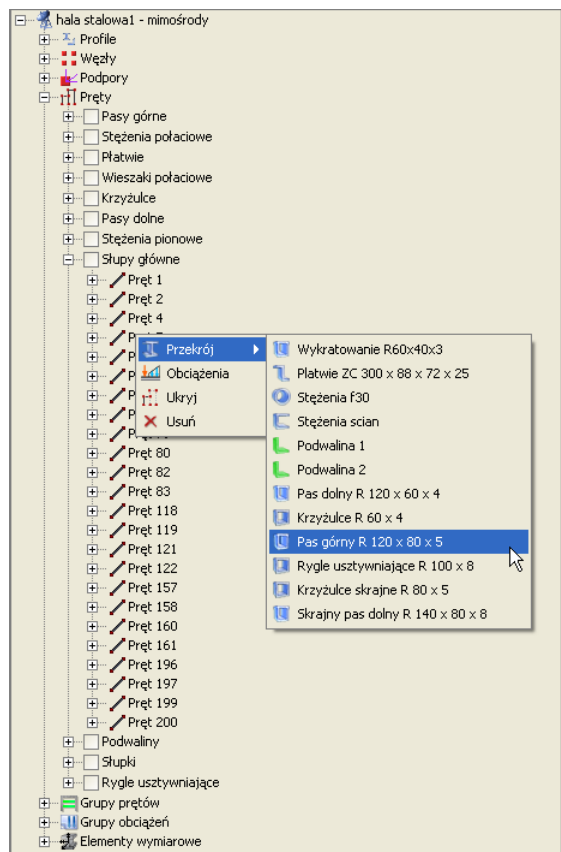 hala stalowa1 - mimośrody
Profile
Węzły
Podpory
Pręty
Pasy górne
Stężenia połaciowe
Płatwie
Wieszaki połaciowe
Krzyżulce
Pasy dolne
Stężenia pionowe
Słupy główne
Pręt 1
Pręt 2
Pręt 4
Przekrój
Obciążenia
Ukryj
Usuń
Wykratowanie R60x40x3
Platwie ZC 300 x 88 x 72 x 25
Stężenia f30
Stężenia scian
Podwalina 1
Podwalina 2
Pas dolny R 120 x 60 x 4
Krzyżulce R 60 x 4
Pas górny R 120 x 80 x 5
Rygle usztywniające R 100 x 8
Krzyżulce skrajne R 80 x 5
Skrajny pas dolny R 140 x 80 x 8
Pręt 80
Pręt 82
Pręt 83
Pręt 118
Pręt 119
Pręt 121
Pręt 122
Pręt 157
Pręt 158
Pręt 160
Pręt 161
Pręt 196
Pręt 197
Pręt 199
Pręt 200
Podwaliny
Słupki
Rygle usztywniające
Grupy prętów
Grupy obciążeń
Elementy wymiarowe